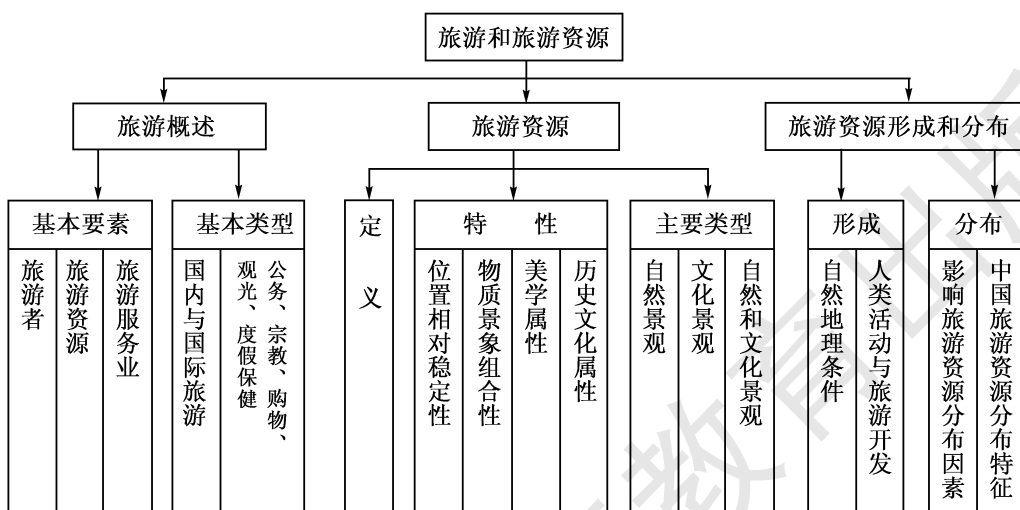 旅游和旅游资源
旅游概述
旅游资源
旅游资源形成和分布
基本要素
基本类型
定义
特性
主要类型
形成
分布
旅游者
旅游资源
旅游服务业
国内与国际旅游
观光、度假保健
公务、宗教、购物、
位置相对稳定性
物质景象组合性
美学属性
历史文化属性
自然景观
文化景观
自然和文化景观
自然地理条件
人类活动与旅游开发
影响旅游资源分布因素
中国旅游资源分布特征
教育出版